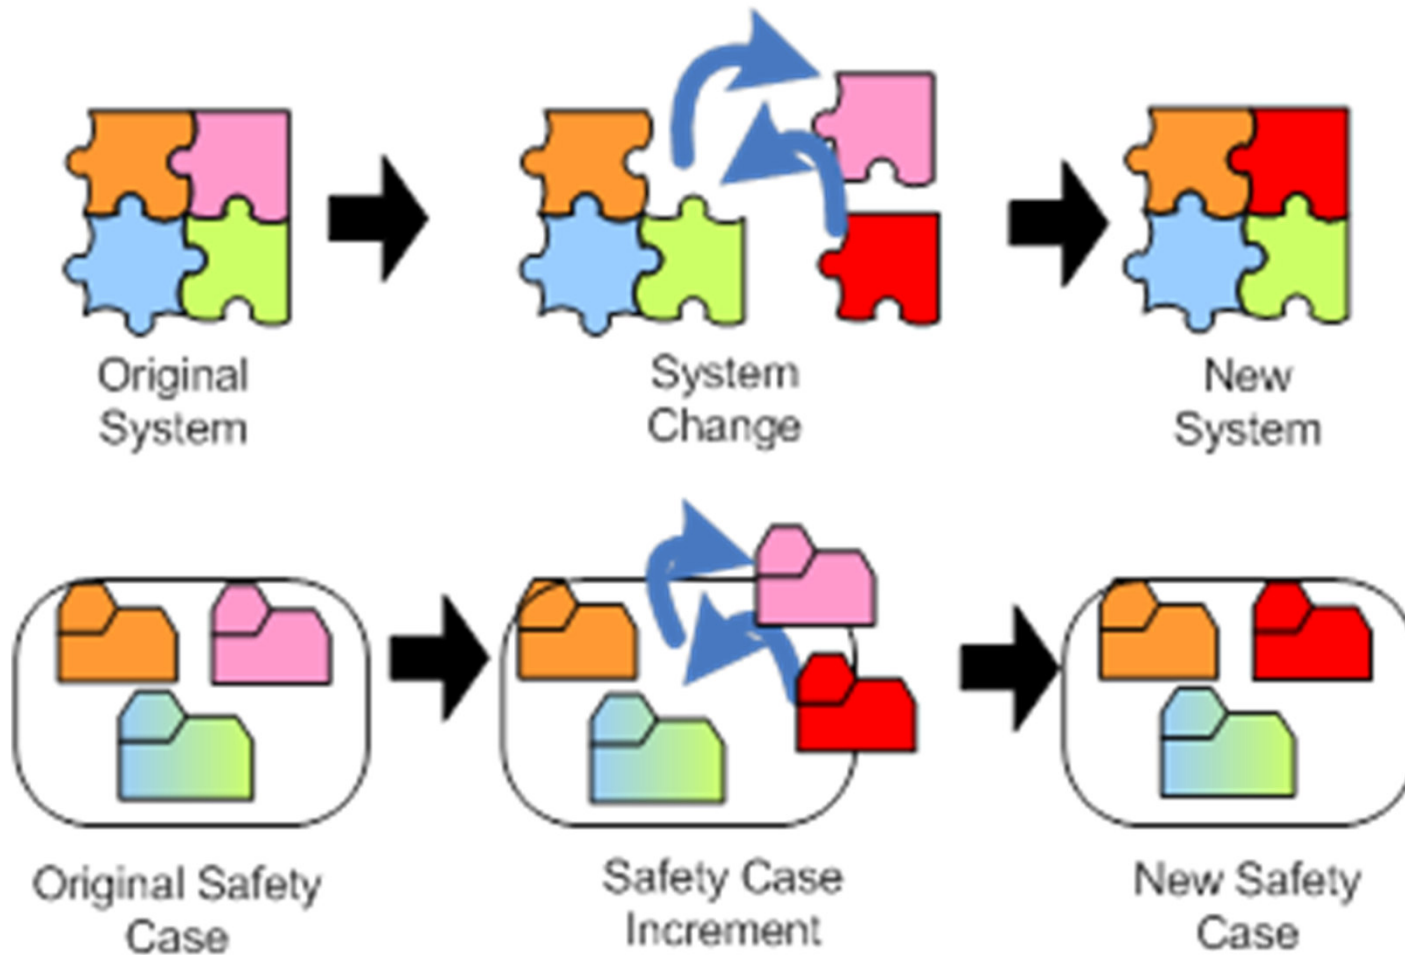 Original
System
System
Change
New
System
Original Safety
Case
Safety Case
Increment
New Safety
Case